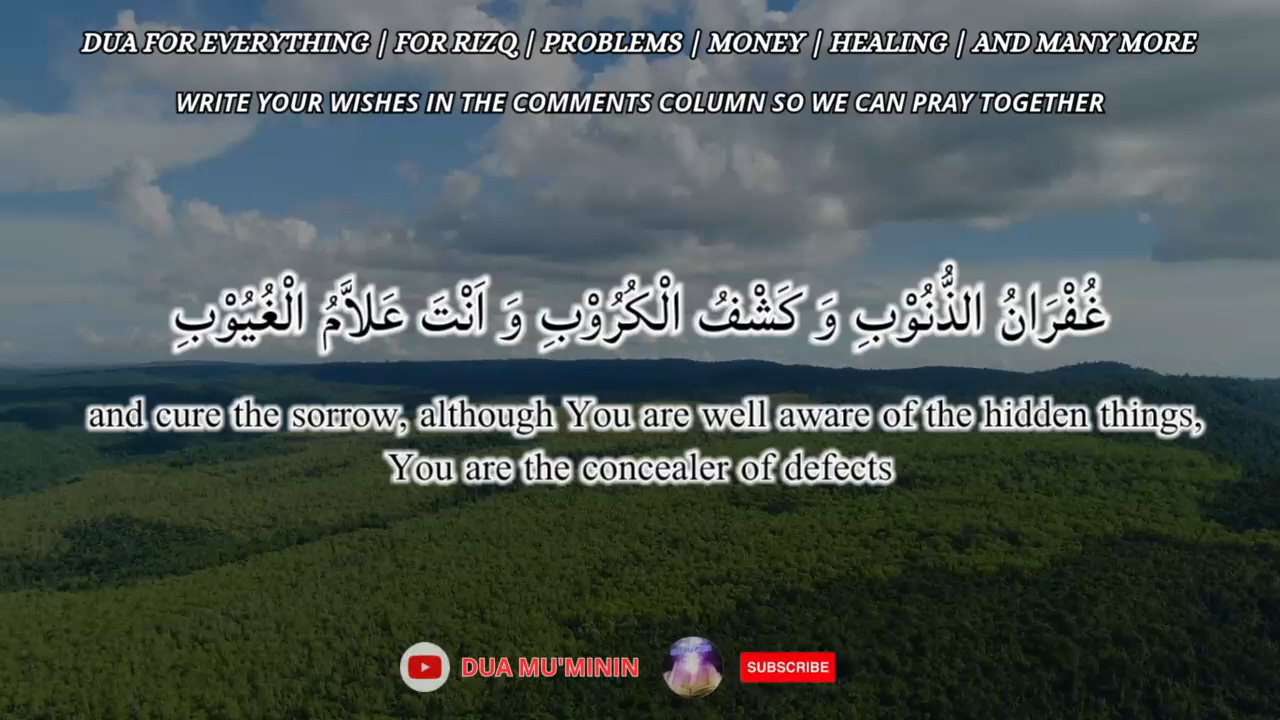 DUA FOR EVERYTHING | FOR RIZQ | PROBLEMS | MONEY | HEALING | AND MANY MORE
WRITE YOUR WISHES IN THE COMMENTS COLUMN SO WE CAN PRAY TOGETHER
غُفْرَانُ الذُّنُوْبِ وَ كَشْفُ الْكُرُوْبِ وَ اَنْتَ عَلاَّمُ الْغُيُوْبِ
and cure the sorrow, although You are well aware of the hidden things,
You are the concealer of defects
DUA MU'MININ
SUBSCRIBE